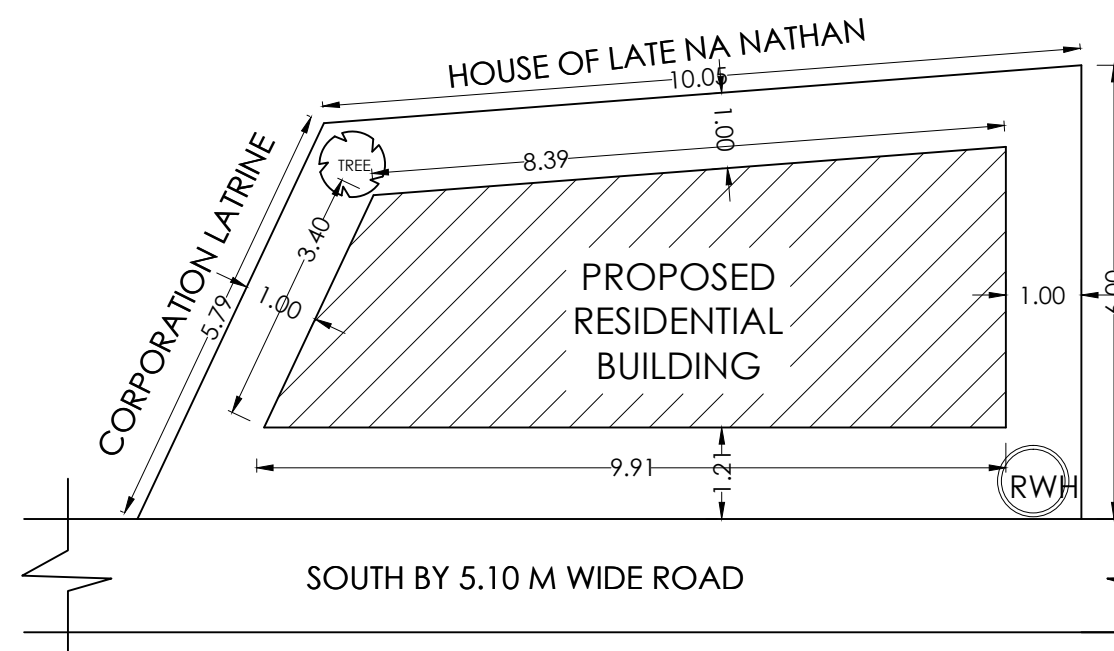 HOUSE OF LATE NA NATHAN
10.05
1.00
8.39
TREE
CORPORATION LATRINE
3.40
1.00
5.79
PROPOSED
RESIDENTIAL
BUILDING
1.00
9.91
1.21
RWH
SOUTH BY 5.10 M WIDE ROAD